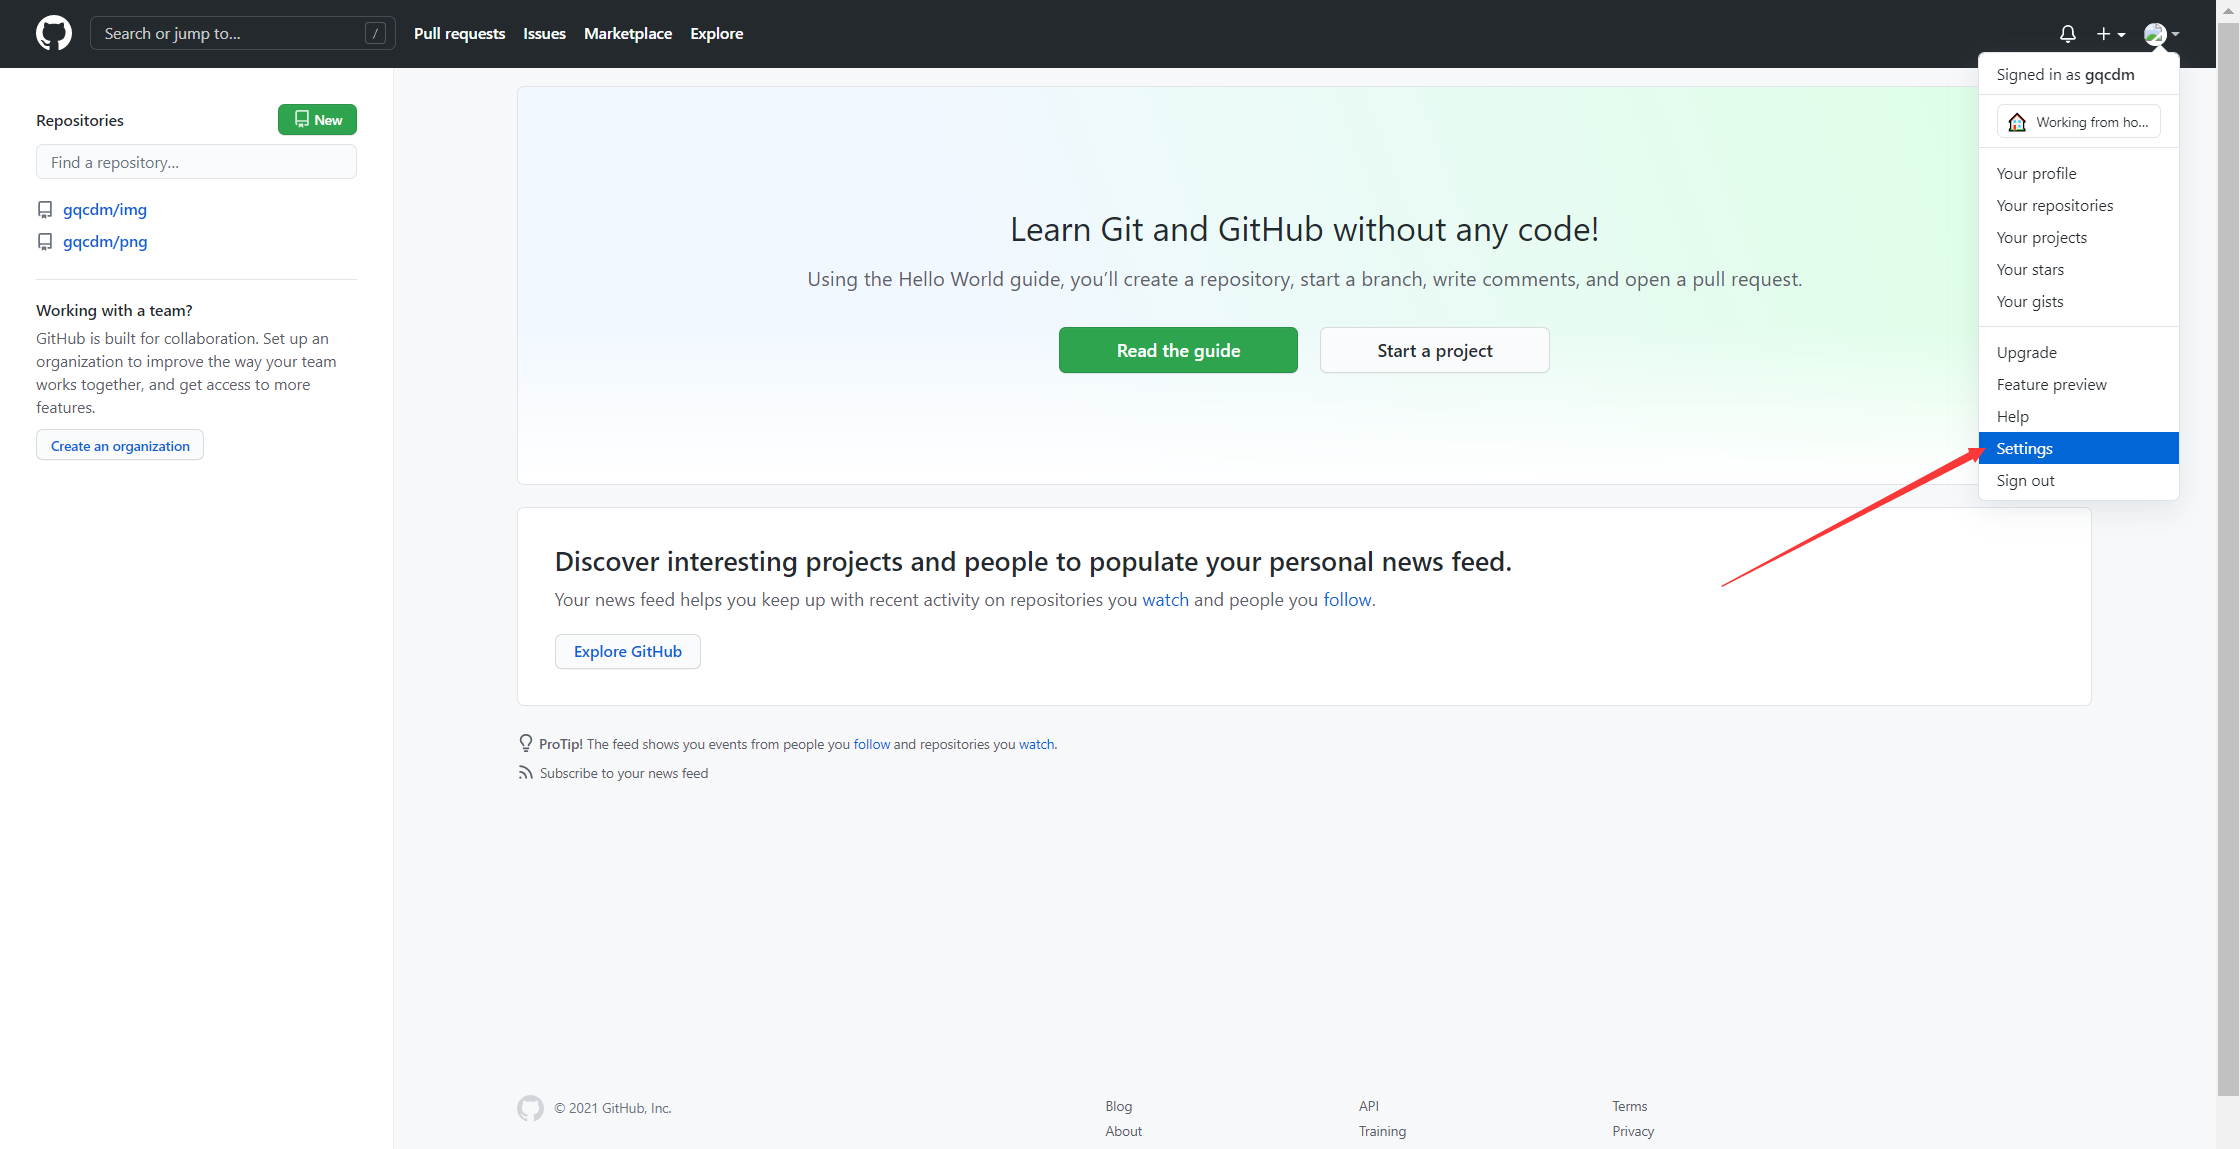 Search or jump to...
/
Pull requests
Issues
Marketplace
Explore
Signed in as gqcdm
Working from ho...
Your profile
Your repositories
Your projects
Your stars
Your gists
Upgrade
Feature preview
Help
Settings
Sign out
Repositories
New
Find a repository...
gqcdm/img
gqcdm/png
Working with a team?
GitHub is built for collaboration. Set up an
organization to improve the way your team
works together, and get access to more
features.
Create an organization
Learn Git and GitHub without any code!
Using the Hello World guide, you’ll create a repository, start a branch, write comments, and open a pull request.
Read the guide
Start a project
Discover interesting projects and people to populate your personal news feed.
Your news feed helps you keep up with recent activity on repositories you watch and people you follow.
Explore GitHub
ProTip! The feed shows you events from people you follow and repositories you watch.
Subscribe to your news feed
© 2021 GitHub, Inc.
Blog
About
API
Training
Terms
Privacy